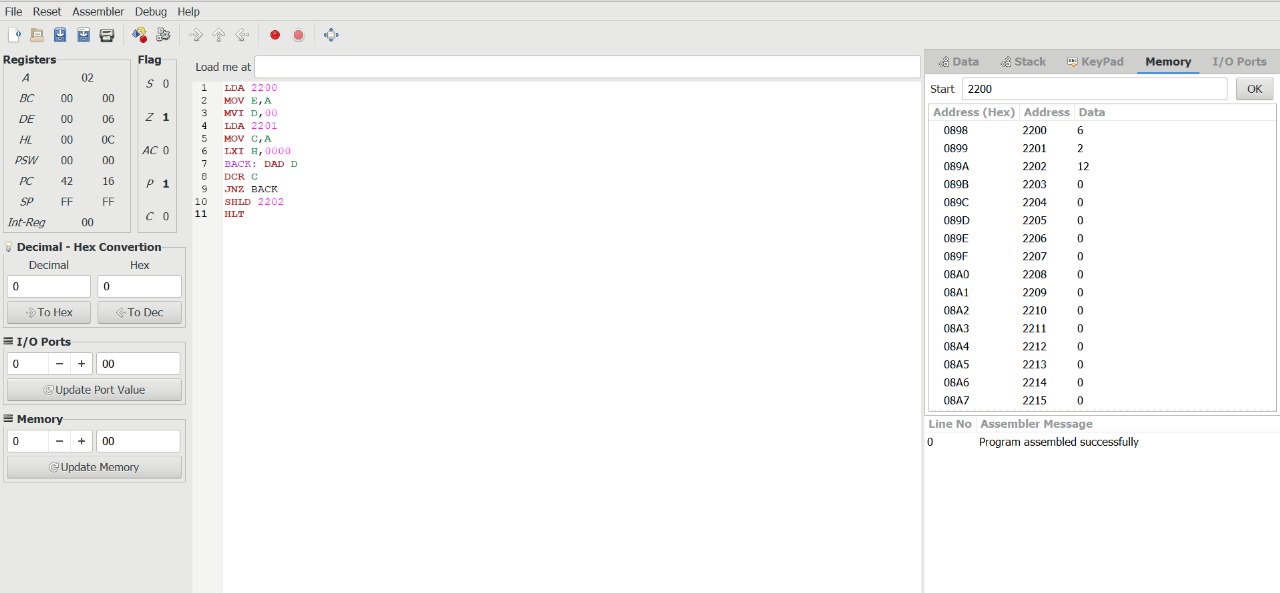 File Reset Assembler Debug Help
Registers
A 02
BC 00 00
DE 00 06
HL 00 0C
PSW 00 00
PC 42 16
SP FF FF
Int-Reg 00
Flag
S 0
Z 1
AC 0
P 1
C 0
Decimal - Hex Convertion
Decimal Hex
0 0
To Hex To Dec
I/O Ports
0 − + 00
Update Port Value
Memory
0 − + 00
Update Memory
Load me at
1 LDA 2200
2 MOV E,A
3 MVI D,00
4 LDA 2201
5 MOV C,A
6 LXI H,0000
7 BACK: DAD D
8 DCR C
9 JNZ BACK
10 SHLD 2202
11 HLT
Data Stack KeyPad Memory I/O Ports
Start 2200 OK
Address (Hex) Address Data
0898 2200 6
0899 2201 2
089A 2202 12
089B 2203 0
089C 2204 0
089D 2205 0
089E 2206 0
089F 2207 0
08A0 2208 0
08A1 2209 0
08A2 2210 0
08A3 2211 0
08A4 2212 0
08A5 2213 0
08A6 2214 0
08A7 2215 0
Line No Assembler Message
0 Program assembled successfully